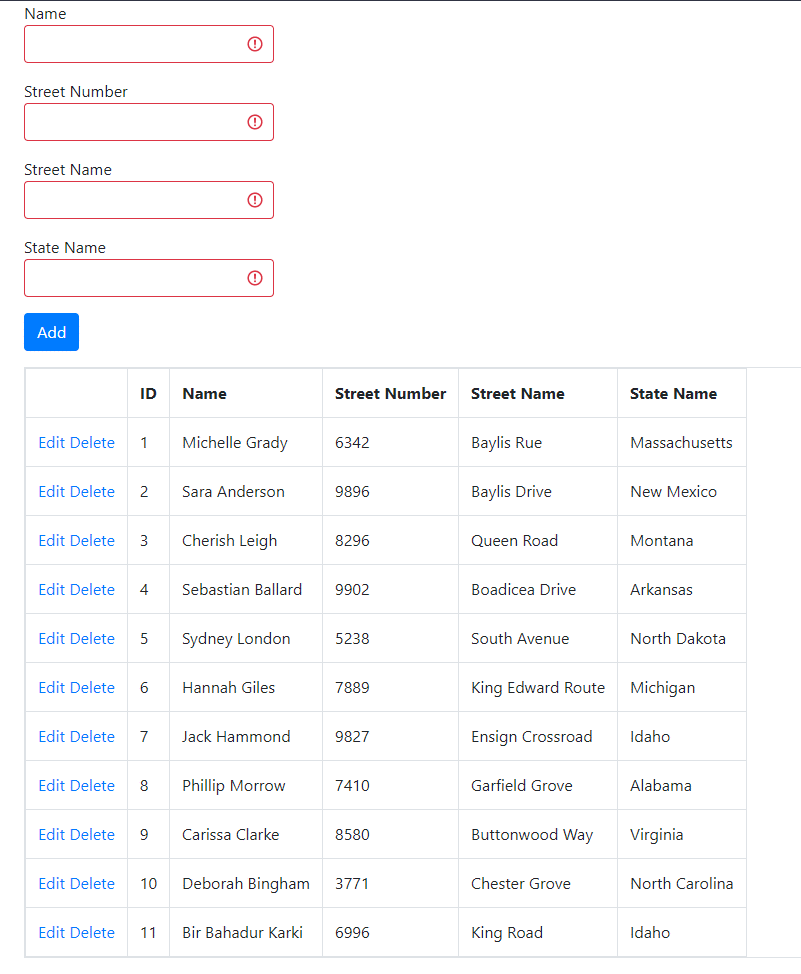 Name
Street Number
Street Name
State Name
Add
ID Name Street Number Street Name State Name
Edit Delete 1 Michelle Grady 6342 Baylis Rue Massachusetts
Edit Delete 2 Sara Anderson 9896 Baylis Drive New Mexico
Edit Delete 3 Cherish Leigh 8296 Queen Road Montana
Edit Delete 4 Sebastian Ballard 9902 Boadicea Drive Arkansas
Edit Delete 5 Sydney London 5238 South Avenue North Dakota
Edit Delete 6 Hannah Giles 7889 King Edward Route Michigan
Edit Delete 7 Jack Hammond 9827 Ensign Crossroad Idaho
Edit Delete 8 Phillip Morrow 7410 Garfield Grove Alabama
Edit Delete 9 Carissa Clarke 8580 Buttonwood Way Virginia
Edit Delete 10 Deborah Bingham 3771 Chester Grove North Carolina
Edit Delete 11 Bir Bahadur Karki 6996 King Road Idaho